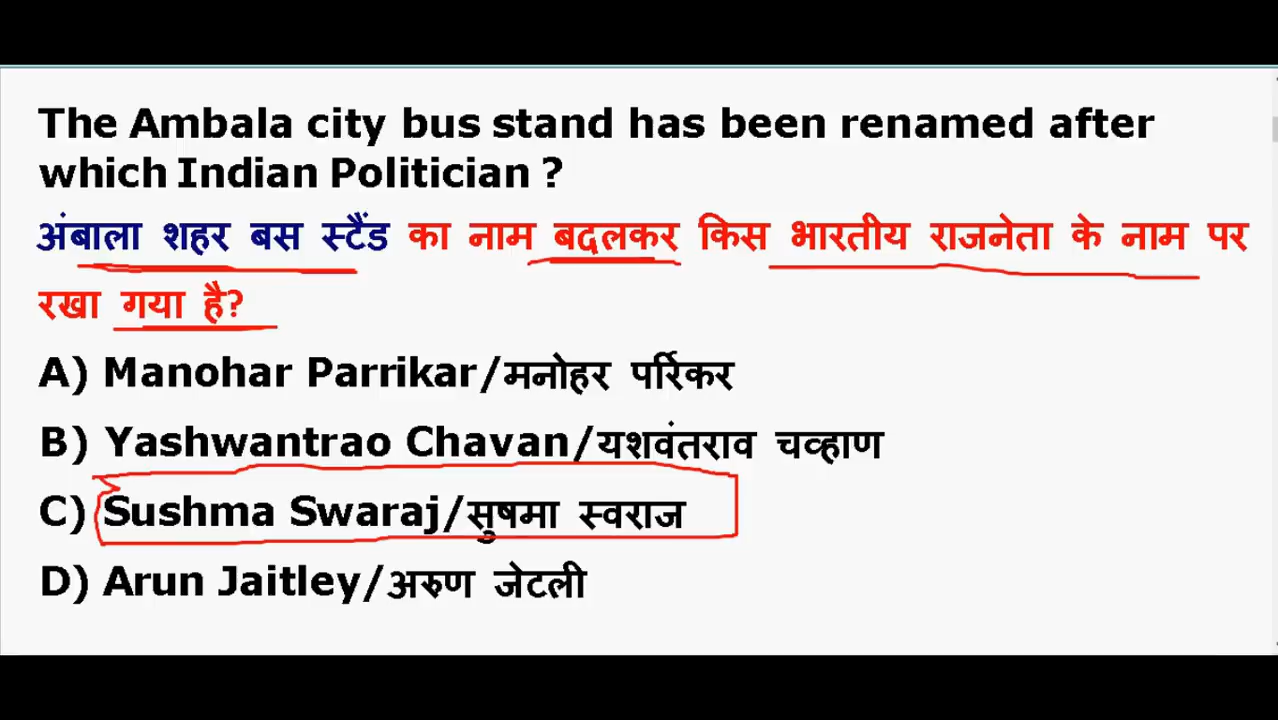 The Ambala city bus stand has been renamed after
which Indian Politician ?
अंबाला शहर बस स्टैंड का नाम बदलकर किस भारतीय राजनेता के नाम पर
रखा गया है?
A) Manohar Parrikar/मनोहर पर्रिकर
B) Yashwantrao Chavan/यशवंतराव चव्हाण
C) Sushma Swaraj/सुषमा स्वराज
D) Arun Jaitley/अरुण जेटली